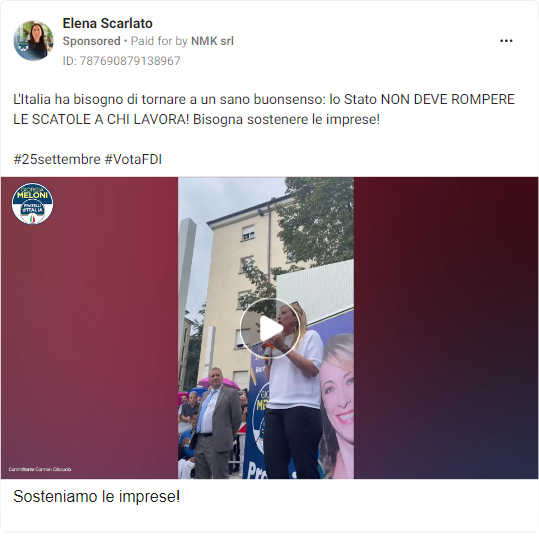 Elena Scarlato
Sponsored • Paid for by NMK srl
ID: 787690879138967
L'Italia ha bisogno di tornare a un sano buonsenso: lo Stato NON DEVE ROMPERE
LE SCATOLE A CHI LAVORA! Bisogna sostenere le imprese!
#25settembre #VotaFDI
GIORGIA
MELONI
FRATELLI
d'ITALIA
MELONI
Committente Carmen
Sosteniamo le imprese!